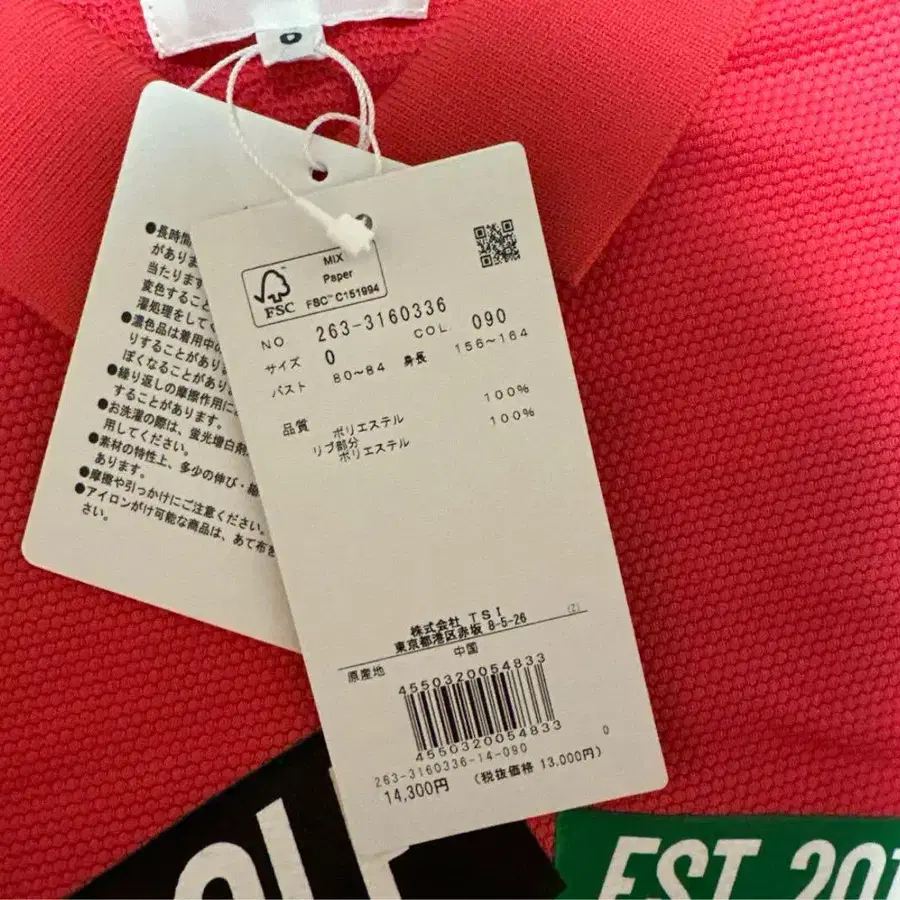 0
●長時間
がありま
当たります
変色すること
濯処理をして
●濃色品は着用中の
りすることがあり
ぽくなることがあり
●繰り返しの摩擦作用に
することがあります。
●お洗濯の際は、蛍光増白剤
用してください。
●素材の特性上、多少の伸び・縮
あります。
●摩擦や引っかけにご注意ください。
●アイロンがけ可能な商品は、あて布を
さい。
MIX
Paper
FSC
FSC™ C151994
NO 263-3160336
サイズ 0 COL. 090
バスト 80~84 身長 156~164
品質 ポリエステル 100%
リブ部分
ポリエステル 100%
株式会社 TSI (2)
東京都港区赤坂 8-5-26
原産地 中国
4550320054833
4550320054833
263-3160336-14-090 0
14,300円 (税抜価格 13,000円)
EST. 201